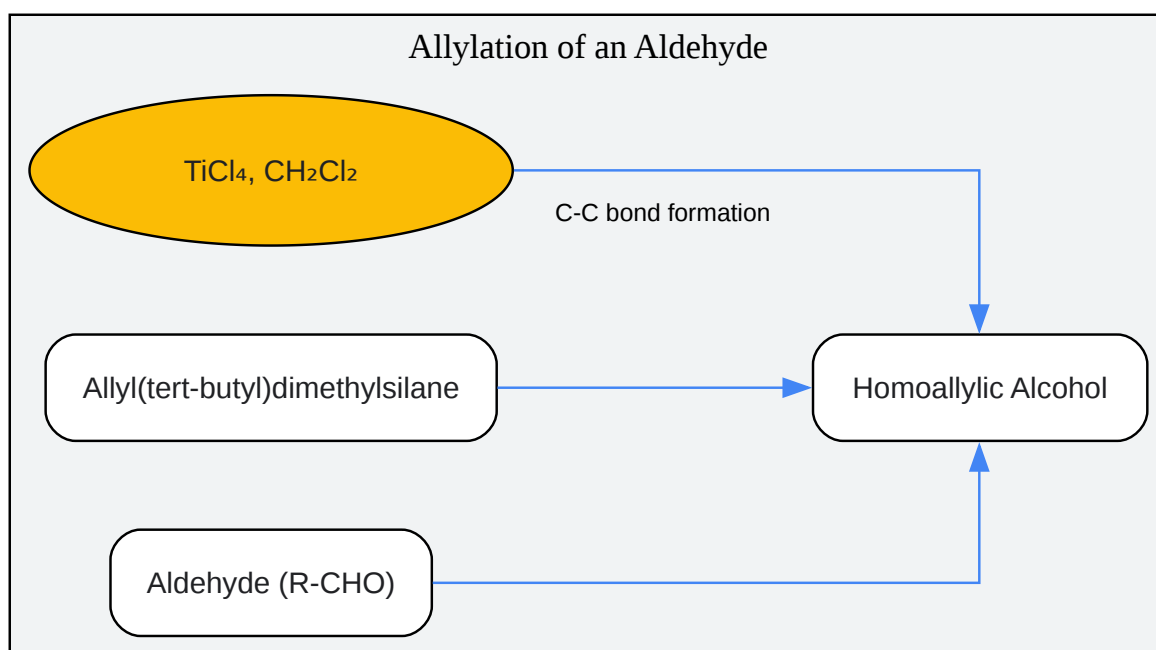 Allylation of an Aldehyde
TiCl₄, CH₂Cl₂
C-C bond formation
Allyl(tert-butyl)dimethylsilane
Homoallylic Alcohol
Aldehyde (R-CHO)